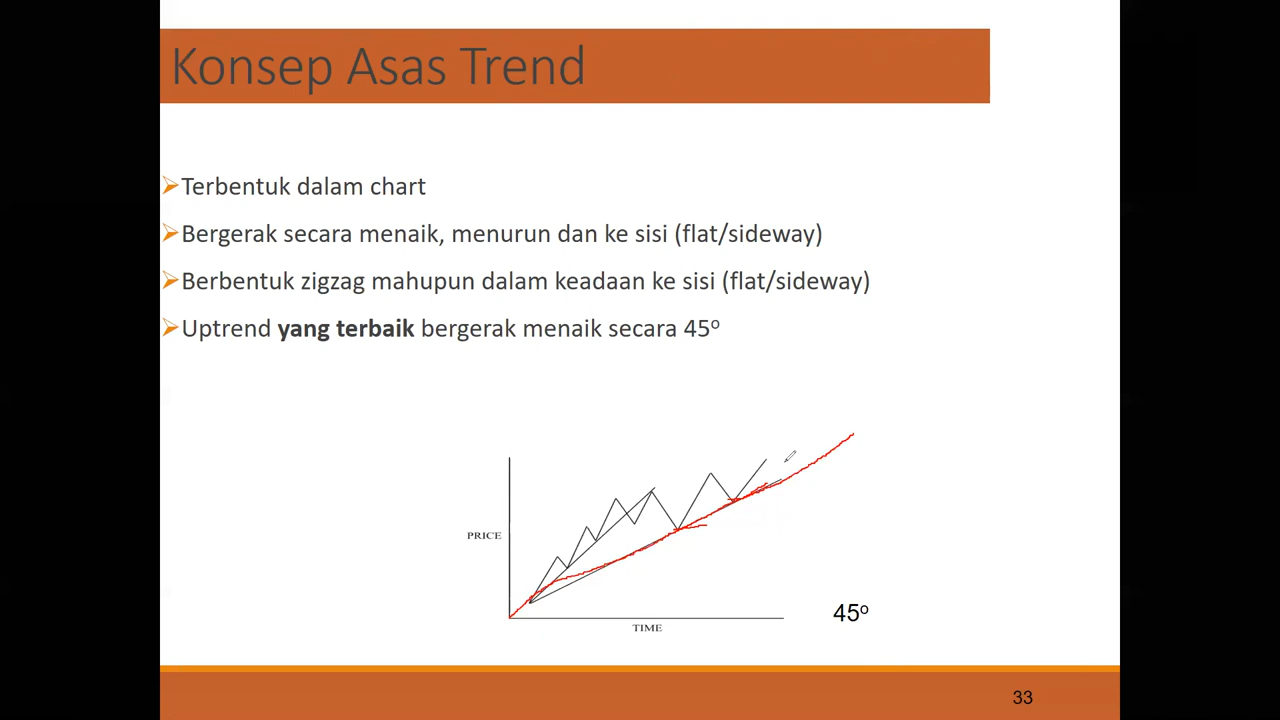 Konsep Asas Trend
Terbentuk dalam chart
Bergerak secara menaik, menurun dan ke sisi (flat/sideway)
Berbentuk zigzag mahupun dalam keadaan ke sisi (flat/sideway)
Uptrend yang terbaik bergerak menaik secara 45º
PRICE
TIME
45º
33